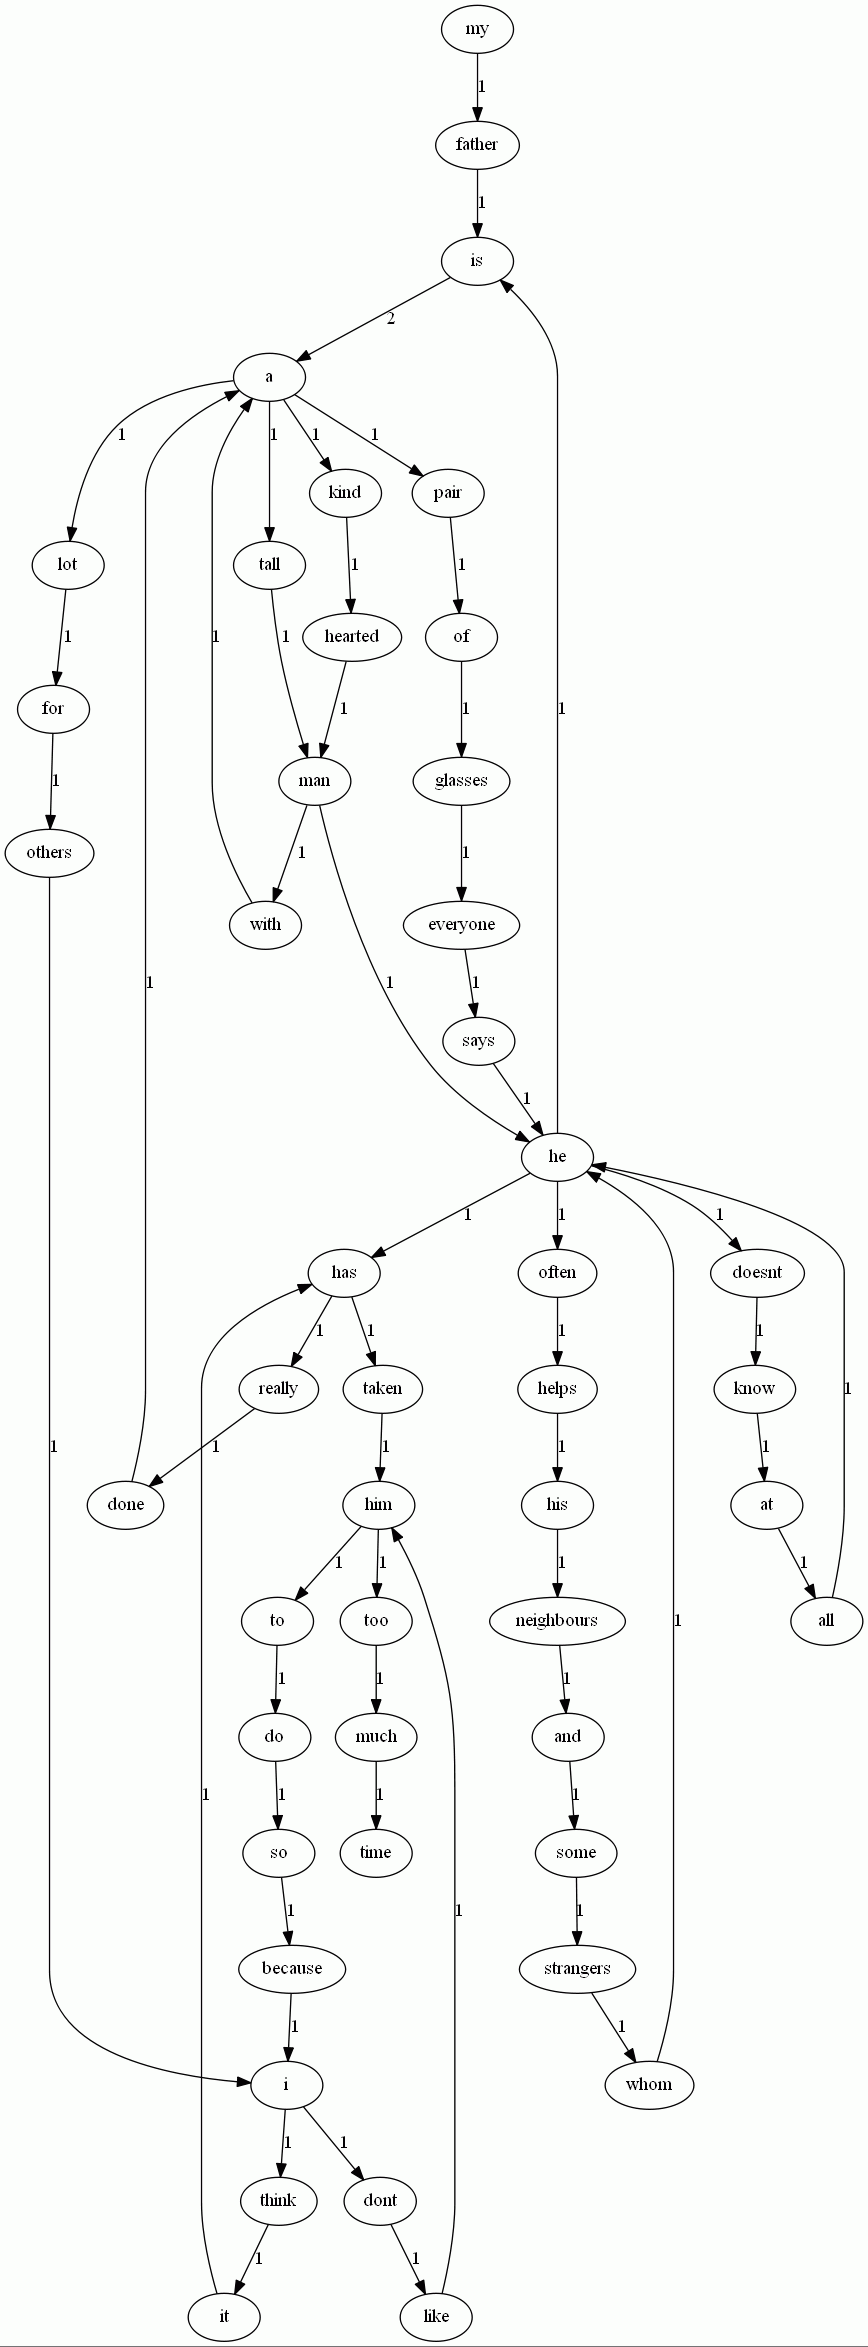 my
1
father
1
is
2
a
1
1
1
1
kind
pair
lot
tall
1
1
1
1
hearted
of
for
1
1
1
man
glasses
1
1
1
others
with
everyone
1
1
1
says
1
he
1
1
1
1
has
often
doesnt
1
1
1
1
really
taken
helps
know
1
1
1
1
1
done
him
his
at
1
1
1
1
1
to
too
neighbours
all
1
1
1
1
do
much
and
1
1
1
1
so
time
some
1
1
1
because
strangers
1
1
i
whom
1
1
think
dont
1
1
it
like